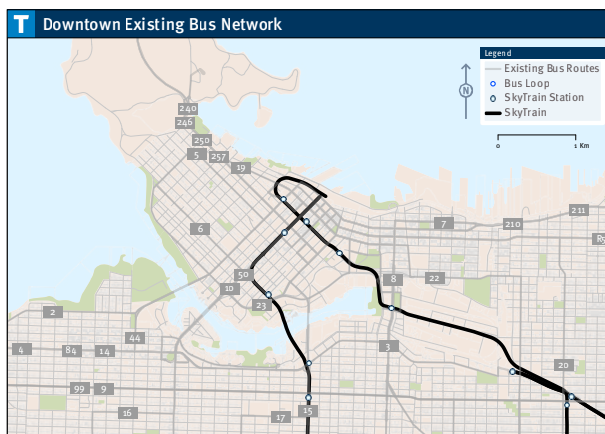 T Downtown Existing Bus Network
Legend
Existing Bus Routes
Bus Loop
SkyTrain Station
SkyTrain
N
0 1 Km
240
246
250
5 257
19
211
7 210
6
50
8 22
10
23
2
44
3
4 84 14
20
99 9
16
17 15